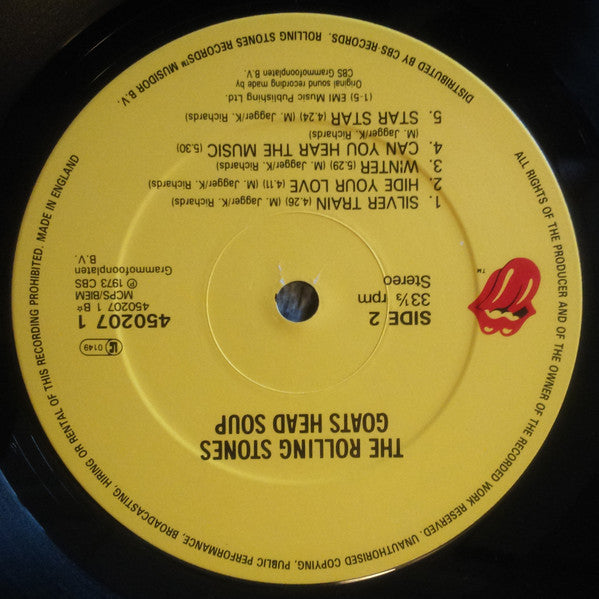 THE ROLLING STONES
GOATS HEAD SOUP
SIDE 2
33⅓ rpm
Stereo
TM
LC 0149
450207 1
450207 1 B*
MCPS/BIEM
℗ 1973 CBS
Grammofoonplaten
B.V.
1. SILVER TRAIN (4.26) (M. Jagger/K. Richards)
2. HIDE YOUR LOVE (4.11) (M. Jagger/K. Richards)
3. WINTER (5.29) (M. Jagger/K. Richards)
4. CAN YOU HEAR THE MUSIC (5.30)
(M. Jagger/K. Richards)
5. STAR STAR (4.24) (M. Jagger/K. Richards)
(1-5) EMI Music Publishing Ltd.
Original sound recording made by
CBS Grammofoonplaten B.V.
ALL RIGHTS OF THE PRODUCER AND OF THE OWNER OF THE RECORDED WORK RESERVED. UNAUTHORISED COPYING, PUBLIC PERFORMANCE, BROADCASTING, HIRING OR RENTAL OF THIS RECORDING PROHIBITED. MADE IN ENGLAND
DISTRIBUTED BY CBS RECORDS. ROLLING STONES RECORDS™ MUSIDOR B.V.